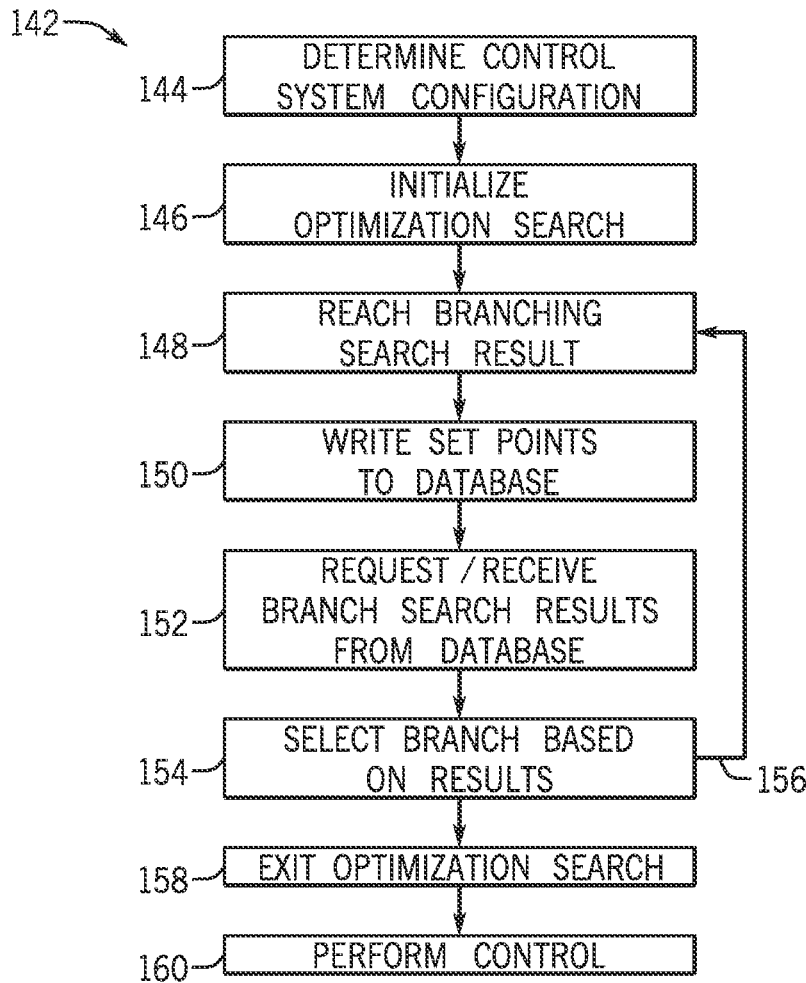 142
144
DETERMINE CONTROL
SYSTEM CONFIGURATION
146
INITIALIZE
OPTIMIZATION SEARCH
148
REACH BRANCHING
SEARCH RESULT
150
WRITE SET POINTS
TO DATABASE
152
REQUEST / RECEIVE
BRANCH SEARCH RESULTS
FROM DATABASE
154
SELECT BRANCH BASED
ON RESULTS
156
158
EXIT OPTIMIZATION SEARCH
160
PERFORM CONTROL